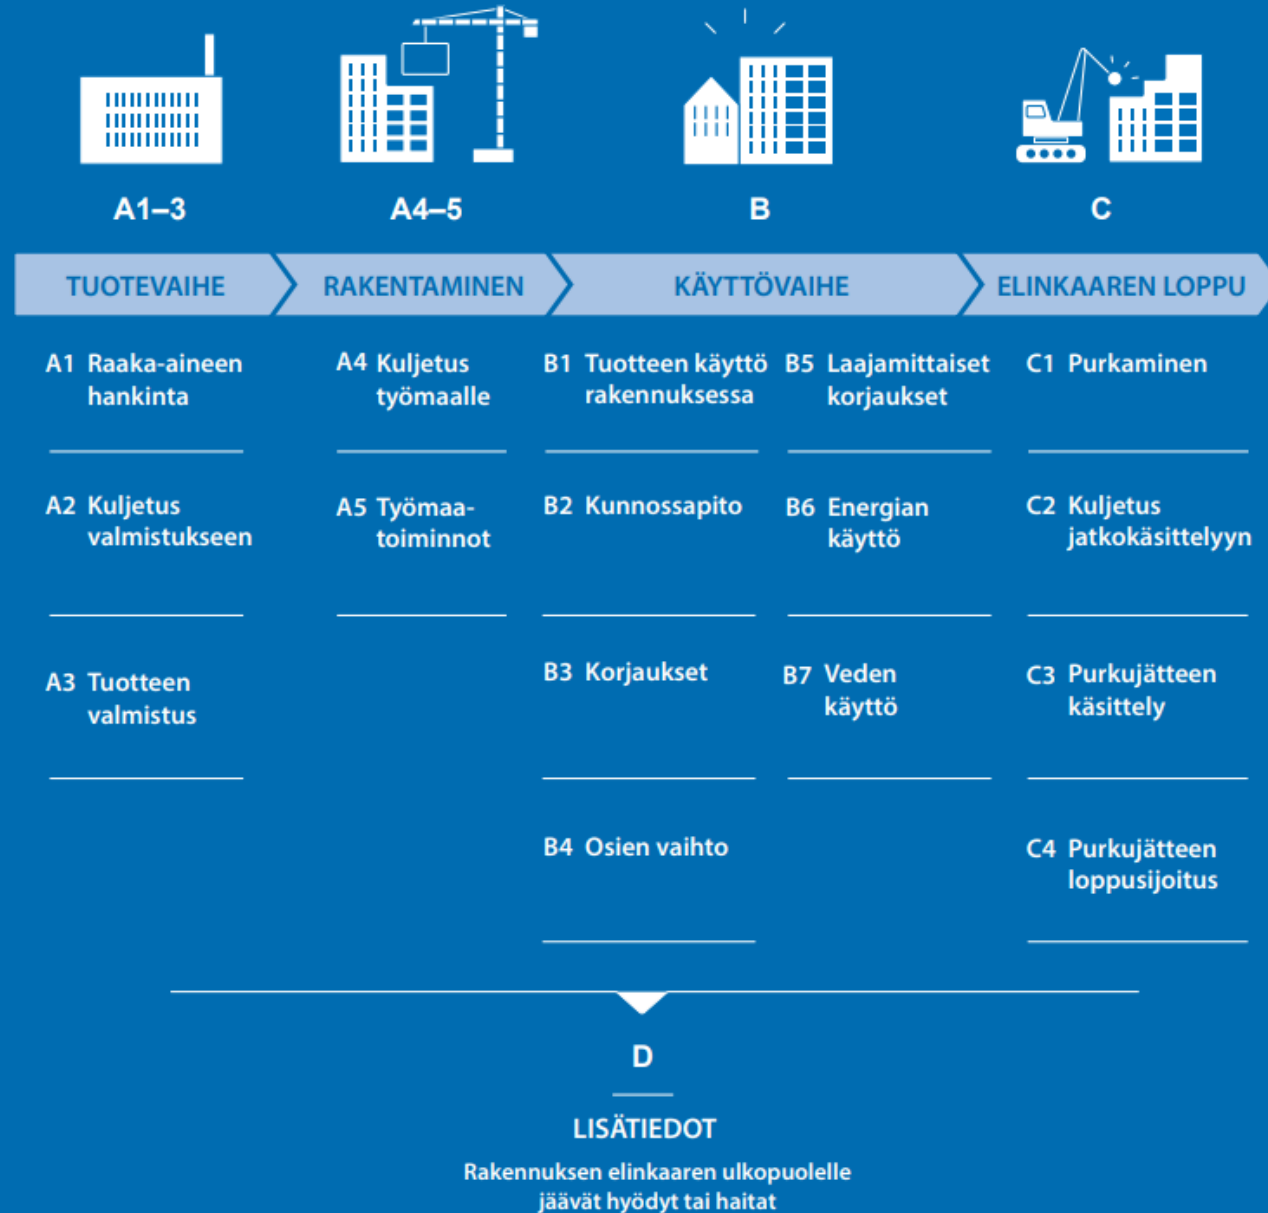 A1–3
A4–5
B
C
TUOTEVAIHE
RAKENTAMINEN
KÄYTTÖVAIHE
ELINKAAREN LOPPU
A1 Raaka-aineen
hankinta
A2 Kuljetus
valmistukseen
A3 Tuotteen
valmistus
A4 Kuljetus
työmaalle
A5 Työmaa-
toiminnot
B1 Tuotteen käyttö
rakennuksessa
B2 Kunnossapito
B3 Korjaukset
B4 Osien vaihto
B5 Laajamittaiset
korjaukset
B6 Energian
käyttö
B7 Veden
käyttö
C1 Purkaminen
C2 Kuljetus
jatkokäsittelyyn
C3 Purkujätteen
käsittely
C4 Purkujätteen
loppusijoitus
D
LISÄTIEDOT
Rakennuksen elinkaaren ulkopuolelle
jäävät hyödyt tai haitat